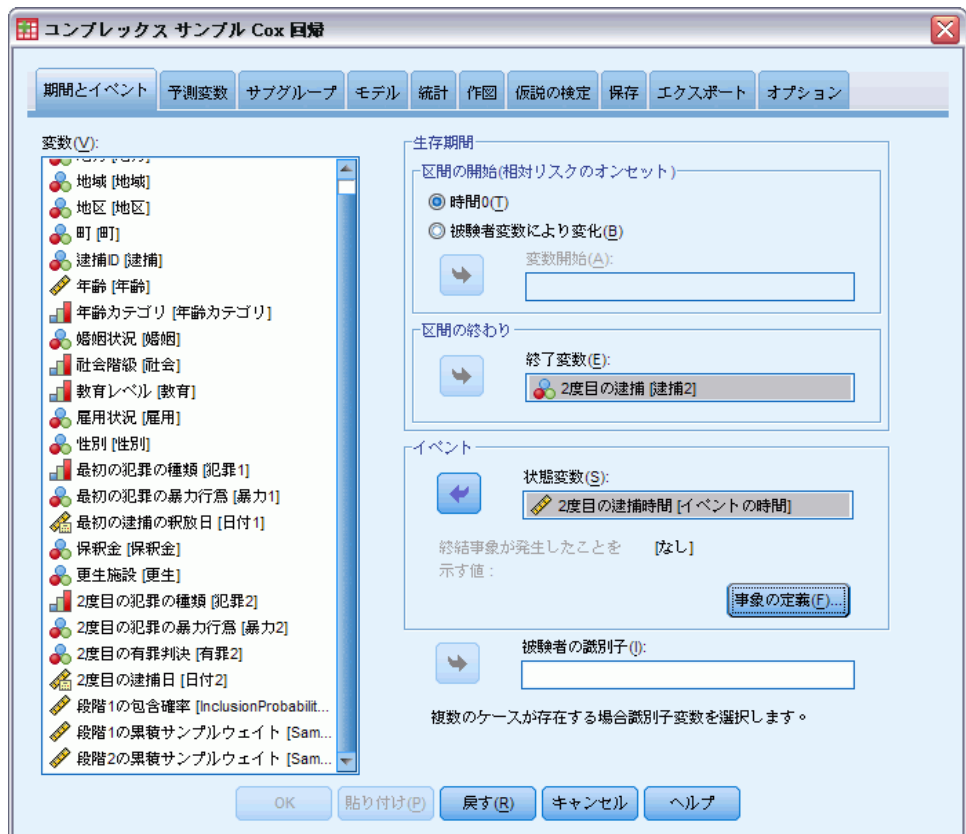 コンプレックス サンプル Cox 回帰
期間とイベント 予測変数 サブグループ モデル 統計 作図 仮説の検定 保存 エクスポート オプション
変数(V):
地域 [地域]
地区 [地区]
町 [町]
逮捕ID [逮捕]
年齢 [年齢]
年齢カテゴリ [年齢カテゴリ]
婚姻状況 [婚姻]
社会階級 [社会]
教育レベル [教育]
雇用状況 [雇用]
性別 [性別]
最初の犯罪の種類 [犯罪1]
最初の犯罪の暴力行為 [暴力1]
最初の逮捕の釈放日 [日付1]
保釈金 [保釈金]
更生施設 [更生]
2度目の犯罪の種類 [犯罪2]
2度目の犯罪の暴力行為 [暴力2]
2度目の有罪判決 [有罪2]
2度目の逮捕日 [日付2]
段階1の包含確率 [InclusionProbabilit...
段階1の累積サンプルウェイト [Sam...
段階2の累積サンプルウェイト [Sam...
生存期間
区間の開始(相対リスクのオンセット)
時間0(T)
被験者変数により変化(B)
変数開始(A):
区間の終わり
終了変数(E):
2度目の逮捕 [逮捕2]
イベント
状態変数(S):
2度目の逮捕時間 [イベントの時間]
終結事象が発生したことを [なし]
示す値:
事象の定義(F)...
被験者の識別子(I):
複数のケースが存在する場合識別子変数を選択します。
OK 貼り付け(P) 戻す(R) キャンセル ヘルプ